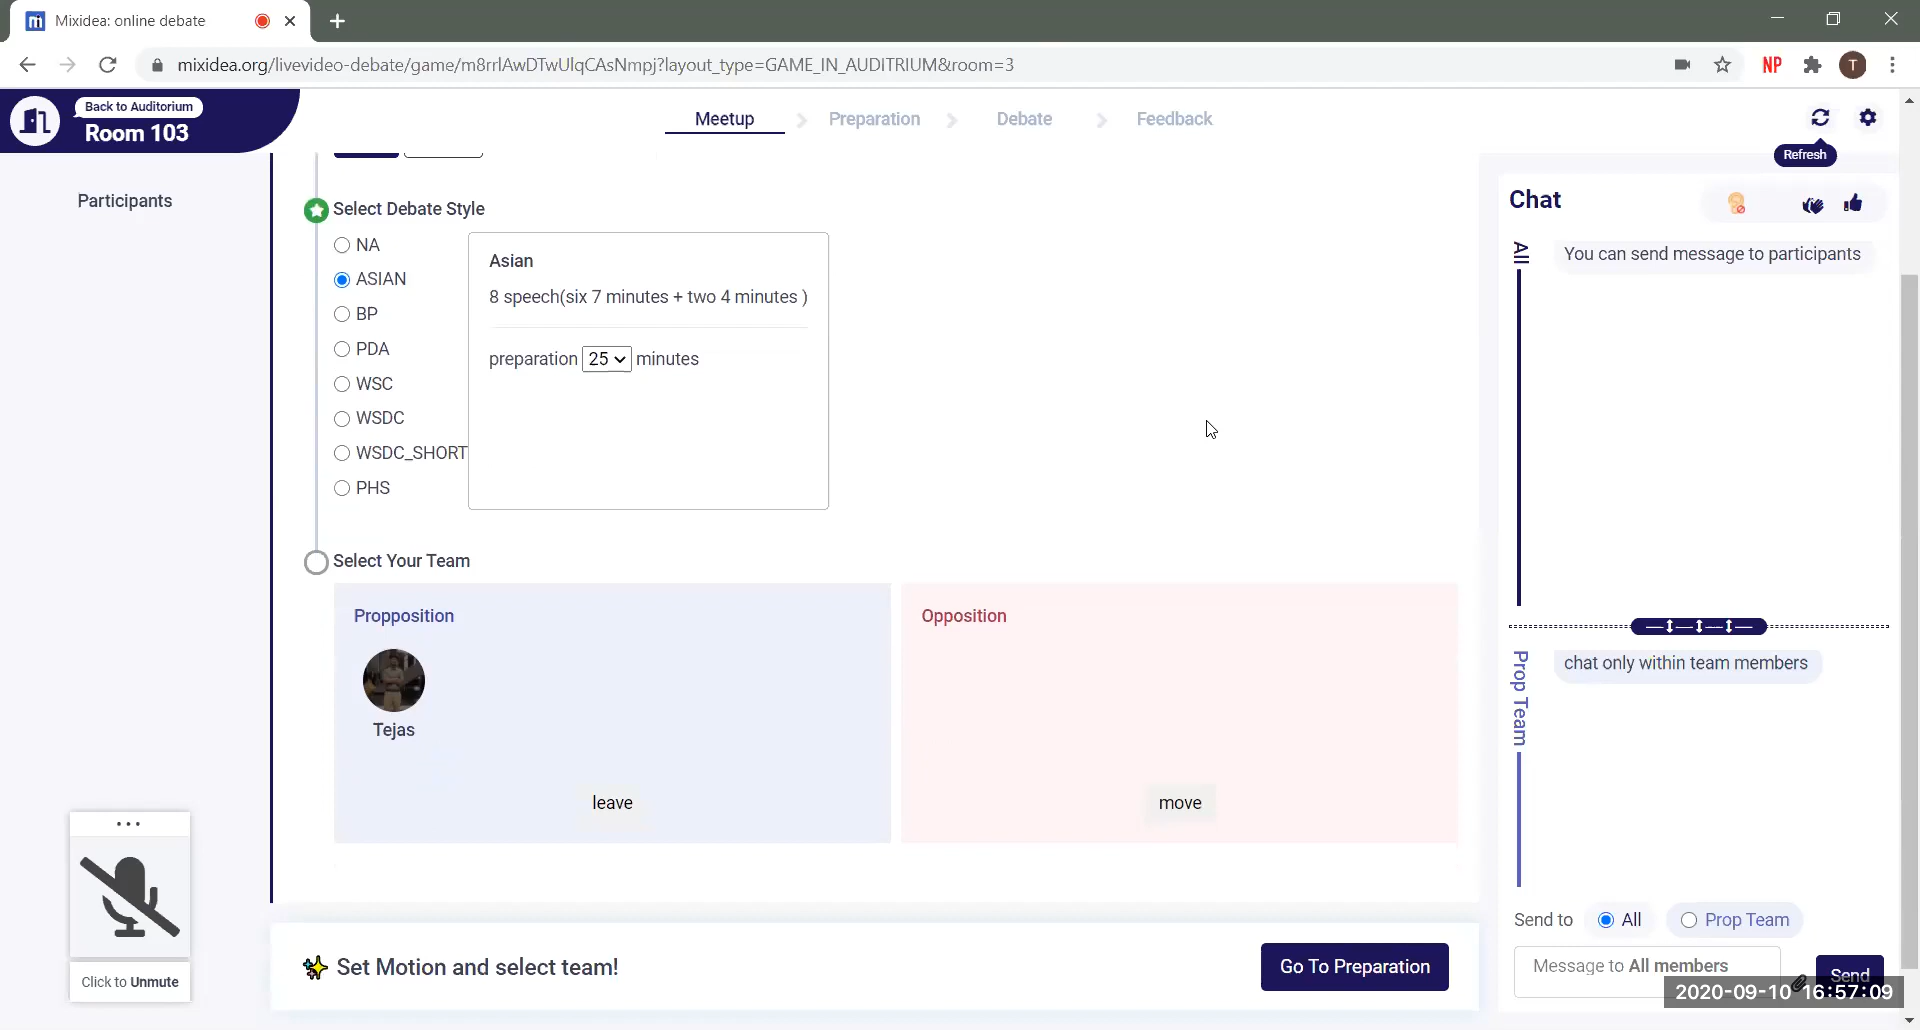 Mixidea: online debate
mixidea.org/livevideo-debate/game/m8rrlAwDTwUlqCAsNmpj?layout_type=GAME_IN_AUDITRIUM&room=3
NP
T
Back to Auditorium
Room 103
Meetup
Preparation
Debate
Feedback
Refresh
Participants
Select Debate Style
NA
ASIAN
BP
PDA
WSC
WSDC
WSDC_SHORT
PHS
Asian
8 speech(six 7 minutes + two 4 minutes )
preparation 25 minutes
Select Your Team
Propposition
Tejas
leave
Opposition
move
Set Motion and select team!
Go To Preparation
Click to Unmute
Chat
All
You can send message to participants
Prop Team
chat only within team members
Send to All Prop Team
Message to All members
Send
2020-09-10 16:57:09